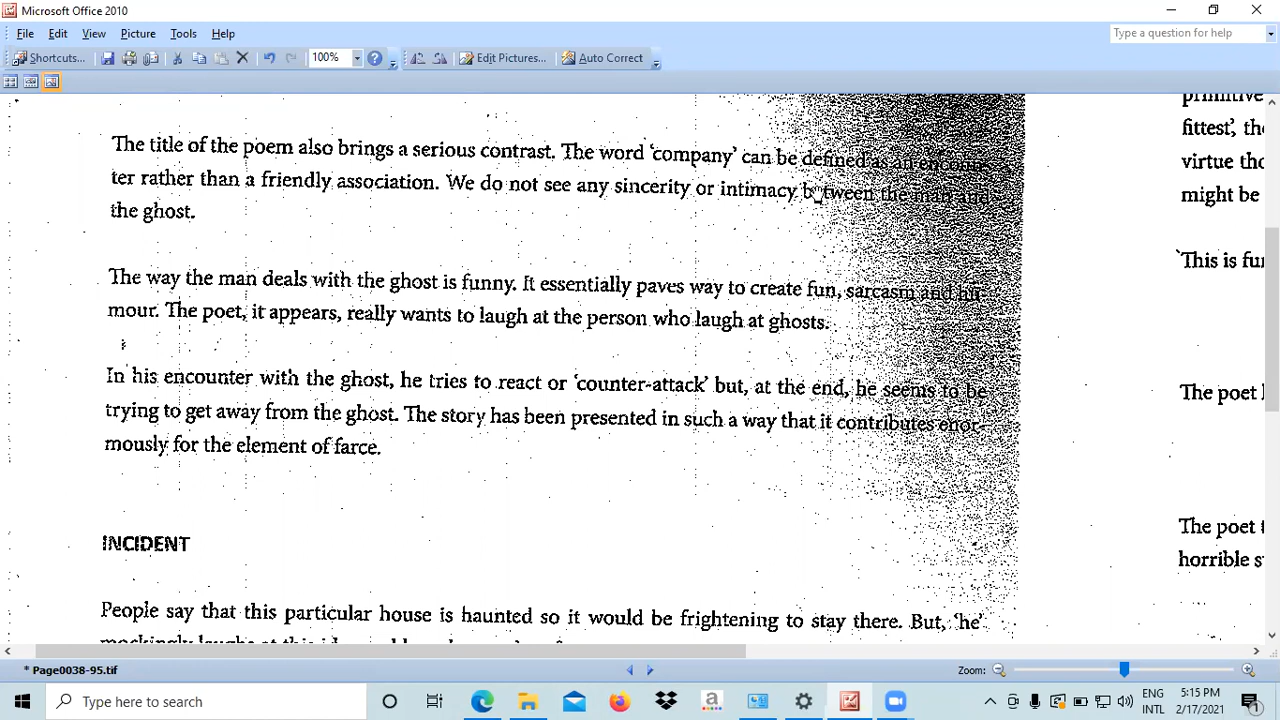 Microsoft Office 2010
File Edit View Picture Tools Help
Type a question for help
Shortcuts... 100% Edit Pictures... Auto Correct
The title of the poem also brings a serious contrast. The word 'company' can be defined as an encoun-
ter rather than a friendly association. We do not see any sincerity or intimacy between the man and
the ghost.
The way the man deals with the ghost is funny. It essentially paves way to create fun, sarcasm and hu
mour. The poet, it appears, really wants to laugh at the person who laugh at ghosts.
In his encounter with the ghost, he tries to react or 'counter-attack' but, at the end, he seems to be
trying to get away from the ghost. The story has been presented in such a way that it contributes enor-
mously for the element of farce.
INCIDENT
People say that this particular house is haunted so it would be frightening to stay there. But, 'he'
mockingly laughs at this idea
primitive
fittest', the
virtue tho
might be
This is fun
The poet
The poet
horrible s
* Page0038-95.tif
Zoom:
Type here to search
ENG
INTL
5:15 PM
2/17/2021